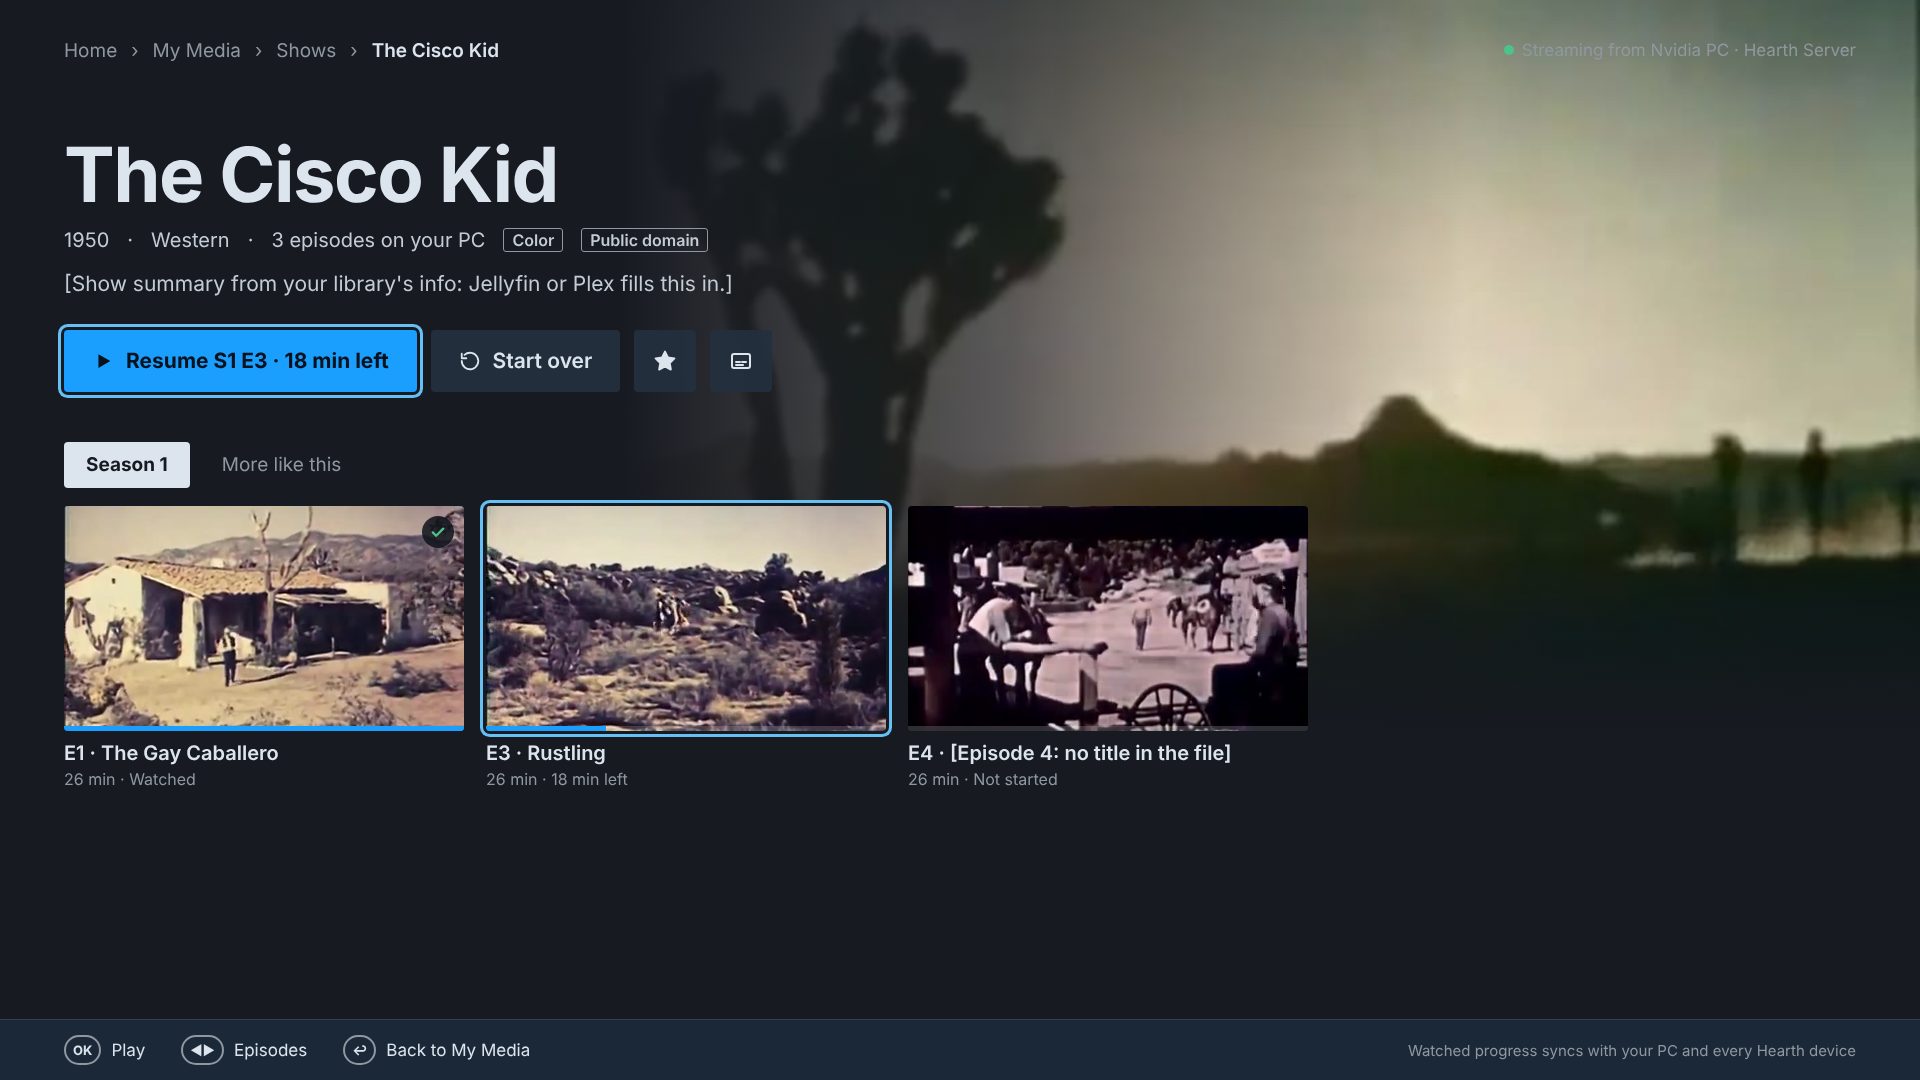 Home › My Media › Shows › The Cisco Kid
Streaming from Nvidia PC · Hearth Server
The Cisco Kid
1950 · Western · 3 episodes on your PC Color Public domain
[Show summary from your library's info: Jellyfin or Plex fills this in.]
Resume S1 E3 · 18 min left
Start over
Season 1
More like this
E1 · The Gay Caballero
26 min · Watched
E3 · Rustling
26 min · 18 min left
E4 · [Episode 4: no title in the file]
26 min · Not started
OK Play
Episodes
Back to My Media
Watched progress syncs with your PC and every Hearth device